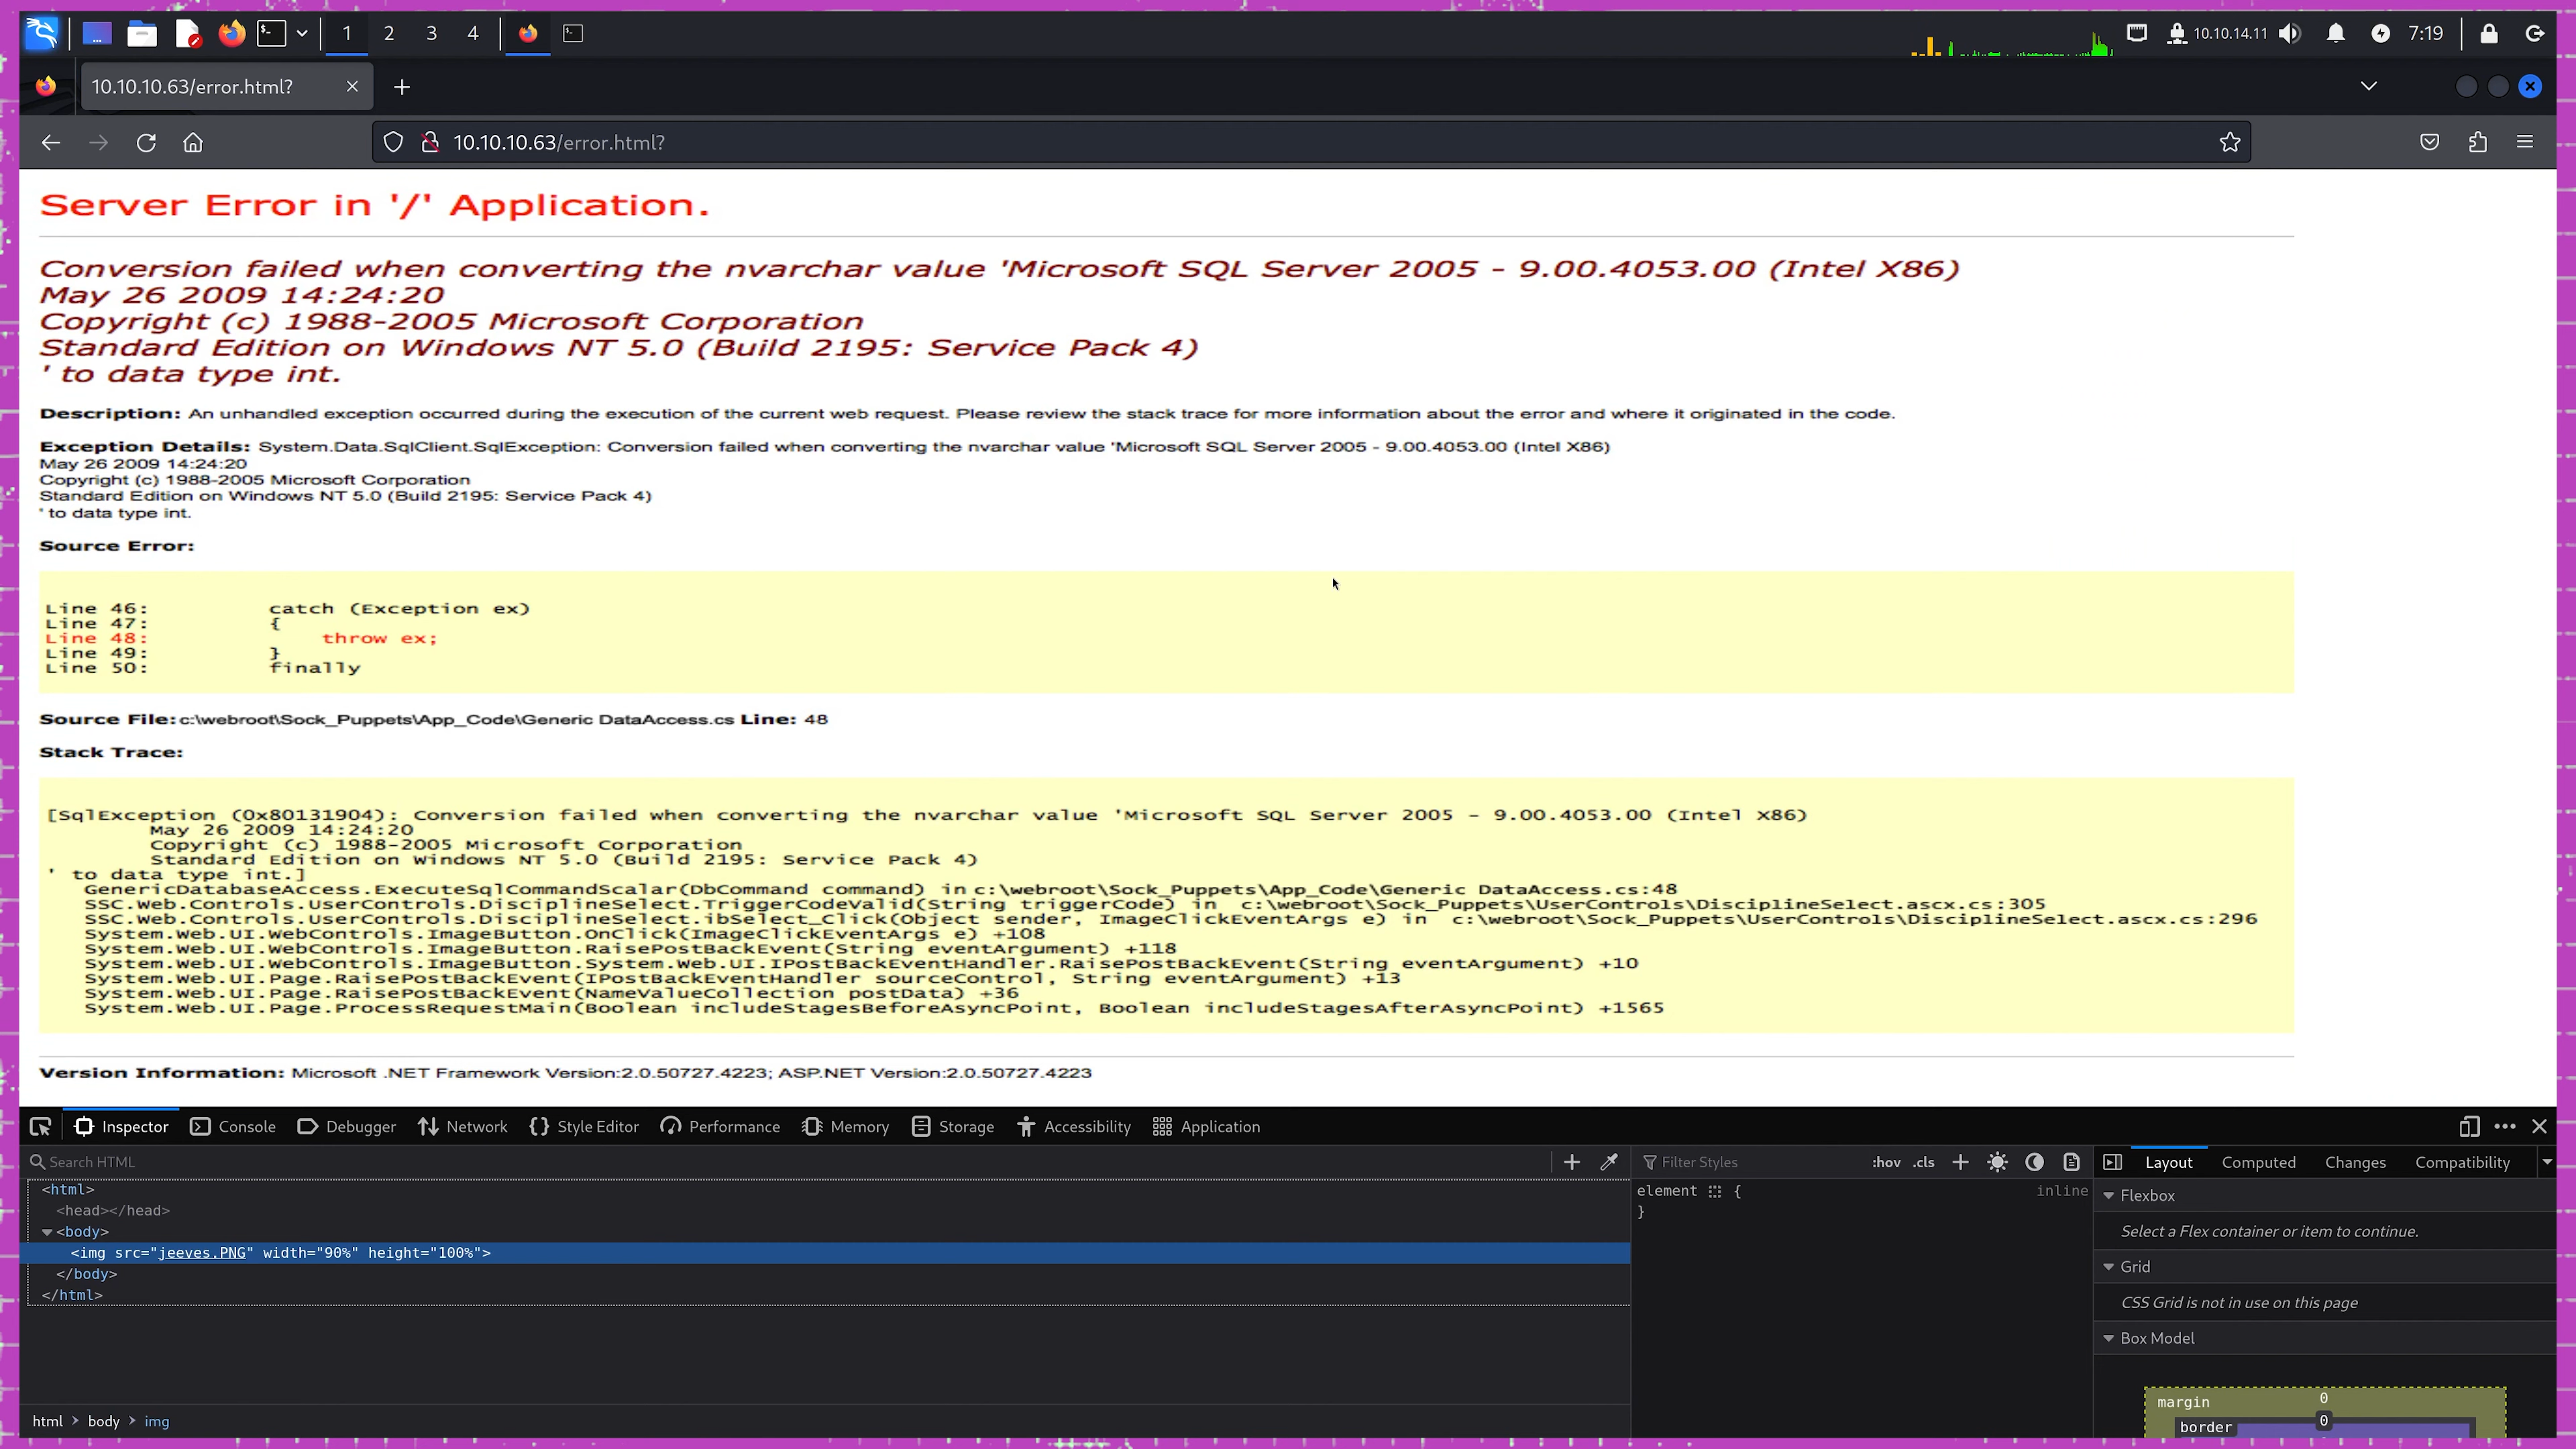 1 2 3 4 10.10.14.11 7:19
10.10.10.63/error.html?
10.10.10.63/error.html?
Server Error in '/' Application.
Conversion failed when converting the nvarchar value 'Microsoft SQL Server 2005 - 9.00.4053.00 (Intel X86)
May 26 2009 14:24:20
Copyright (c) 1988-2005 Microsoft Corporation
Standard Edition on Windows NT 5.0 (Build 2195: Service Pack 4)
' to data type int.
Description: An unhandled exception occurred during the execution of the current web request. Please review the stack trace for more information about the error and where it originated in the code.
Exception Details: System.Data.SqlClient.SqlException: Conversion failed when converting the nvarchar value 'Microsoft SQL Server 2005 - 9.00.4053.00 (Intel X86)
May 26 2009 14:24:20
Copyright (c) 1988-2005 Microsoft Corporation
Standard Edition on Windows NT 5.0 (Build 2195: Service Pack 4)
' to data type int.
Source Error:
Line 46: catch (Exception ex)
Line 47: {
Line 48: throw ex;
Line 49: }
Line 50: finally
Source File: c:\webroot\Sock_Puppets\App_Code\Generic DataAccess.cs Line: 48
Stack Trace:
[SqlException (0x80131904): Conversion failed when converting the nvarchar value 'Microsoft SQL Server 2005 - 9.00.4053.00 (Intel X86)
May 26 2009 14:24:20
Copyright (c) 1988-2005 Microsoft Corporation
Standard Edition on Windows NT 5.0 (Build 2195: Service Pack 4)
' to data type int.]
GenericDatabaseAccess.ExecuteSqlCommandScalar(DbCommand command) in c:\webroot\Sock_Puppets\App_Code\Generic DataAccess.cs:48
SSC.Web.Controls.UserControls.DisciplineSelect.TriggerCodeValid(String triggerCode) in c:\webroot\Sock_Puppets\UserControls\DisciplineSelect.ascx.cs:305
SSC.Web.Controls.UserControls.DisciplineSelect.ibSelect_Click(Object sender, ImageClickEventArgs e) in c:\webroot\Sock_Puppets\UserControls\DisciplineSelect.ascx.cs:296
System.Web.UI.WebControls.ImageButton.OnClick(ImageClickEventArgs e) +108
System.Web.UI.WebControls.ImageButton.RaisePostBackEvent(String eventArgument) +118
System.Web.UI.WebControls.ImageButton.System.Web.UI.IPostBackEventHandler.RaisePostBackEvent(String eventArgument) +10
System.Web.UI.Page.RaisePostBackEvent(IPostBackEventHandler sourceControl, String eventArgument) +13
System.Web.UI.Page.RaisePostBackEvent(NameValueCollection postData) +36
System.Web.UI.Page.ProcessRequestMain(Boolean includeStagesBeforeAsyncPoint, Boolean includeStagesAfterAsyncPoint) +1565
Version Information: Microsoft .NET Framework Version:2.0.50727.4223; ASP.NET Version:2.0.50727.4223
Inspector Console Debugger Network Style Editor Performance Memory Storage Accessibility Application
Search HTML
<html>
<head></head>
<body>
<img src="jeeves.PNG" width="90%" height="100%">
</body>
</html>
html body img
Filter Styles :hov .cls
element { inline
}
Layout Computed Changes Compatibility
Flexbox
Select a Flex container or item to continue.
Grid
CSS Grid is not in use on this page
Box Model
margin 0
border 0